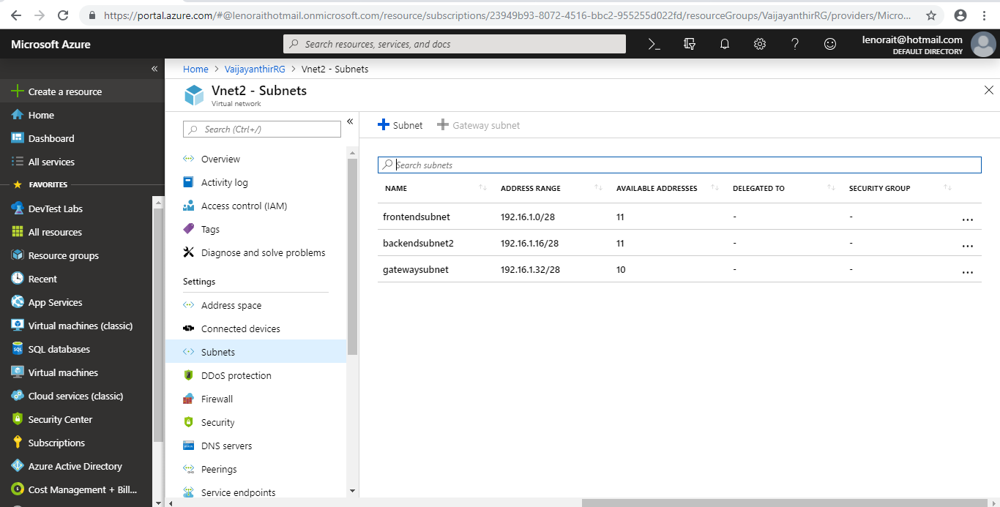 https://portal.azure.com/#@lenoraithotmail.onmicrosoft.com/resource/subscriptions/23949b93-8072-4516-bbc2-955255d022fd/resourceGroups/VaijayanthirRG/providers/Micro...
Microsoft Azure
Search resources, services, and docs
lenorait@hotmail.com
DEFAULT DIRECTORY
Home > VaijayanthirRG > Vnet2 - Subnets
Vnet2 - Subnets
Virtual network
Create a resource
Home
Dashboard
All services
FAVORITES
DevTest Labs
All resources
Resource groups
Recent
App Services
Virtual machines (classic)
SQL databases
Virtual machines
Cloud services (classic)
Security Center
Subscriptions
Azure Active Directory
Cost Management + Bill...
Search (Ctrl+/)
Overview
Activity log
Access control (IAM)
Tags
Diagnose and solve problems
Settings
Address space
Connected devices
Subnets
DDoS protection
Firewall
Security
DNS servers
Peerings
Service endpoints
Subnet Gateway subnet
Search subnets
NAME ADDRESS RANGE AVAILABLE ADDRESSES DELEGATED TO SECURITY GROUP
frontendsubnet 192.16.1.0/28 11 - - ...
backendsubnet2 192.16.1.16/28 11 - - ...
gatewaysubnet 192.16.1.32/28 10 - - ...